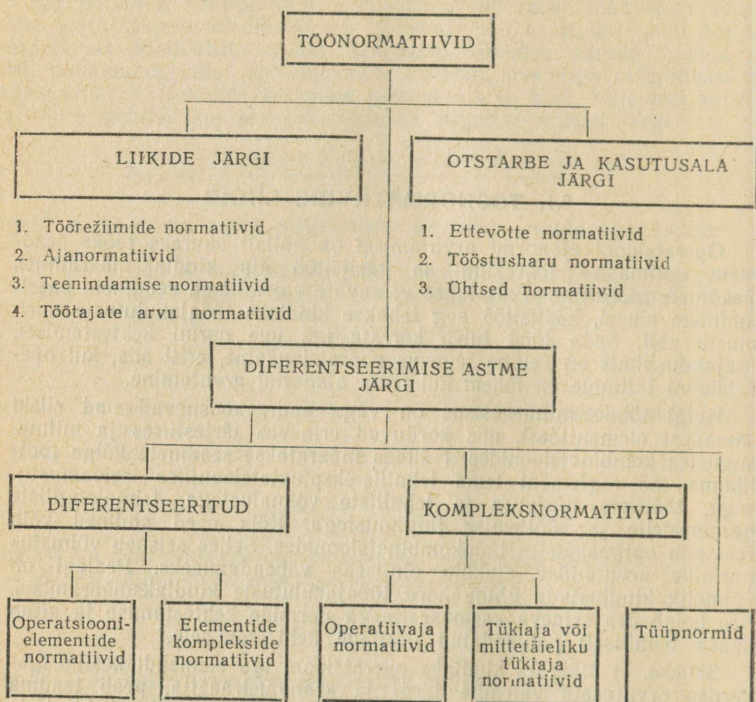 TÖÖNORMATIIVID
LIIKIDE JÄRGI
1. Töörežiimide normatiivid
2. Ajanormatiivid
3. Teenindamise normatiivid
4. Töötajate arvu normatiivid
OTSTARBE JA KASUTUSALA
JÄRGI
1. Ettevõtte normatiivid
2. Tööstusharu normatiivid
3. Ühtsed normatiivid
DIFERENTSEERIMISE ASTME
JÄRGI
DIFERENTSEERITUD
KOMPLEKSNORMATIIVID
Operatsiooni-
elementide
normatiivid
Elementide
komplekside
normatiivid
Operatiivaja
normatiivid
Tükiaja või
mittetäieliku
tükiaja
normatiivid
Tüüpnormid